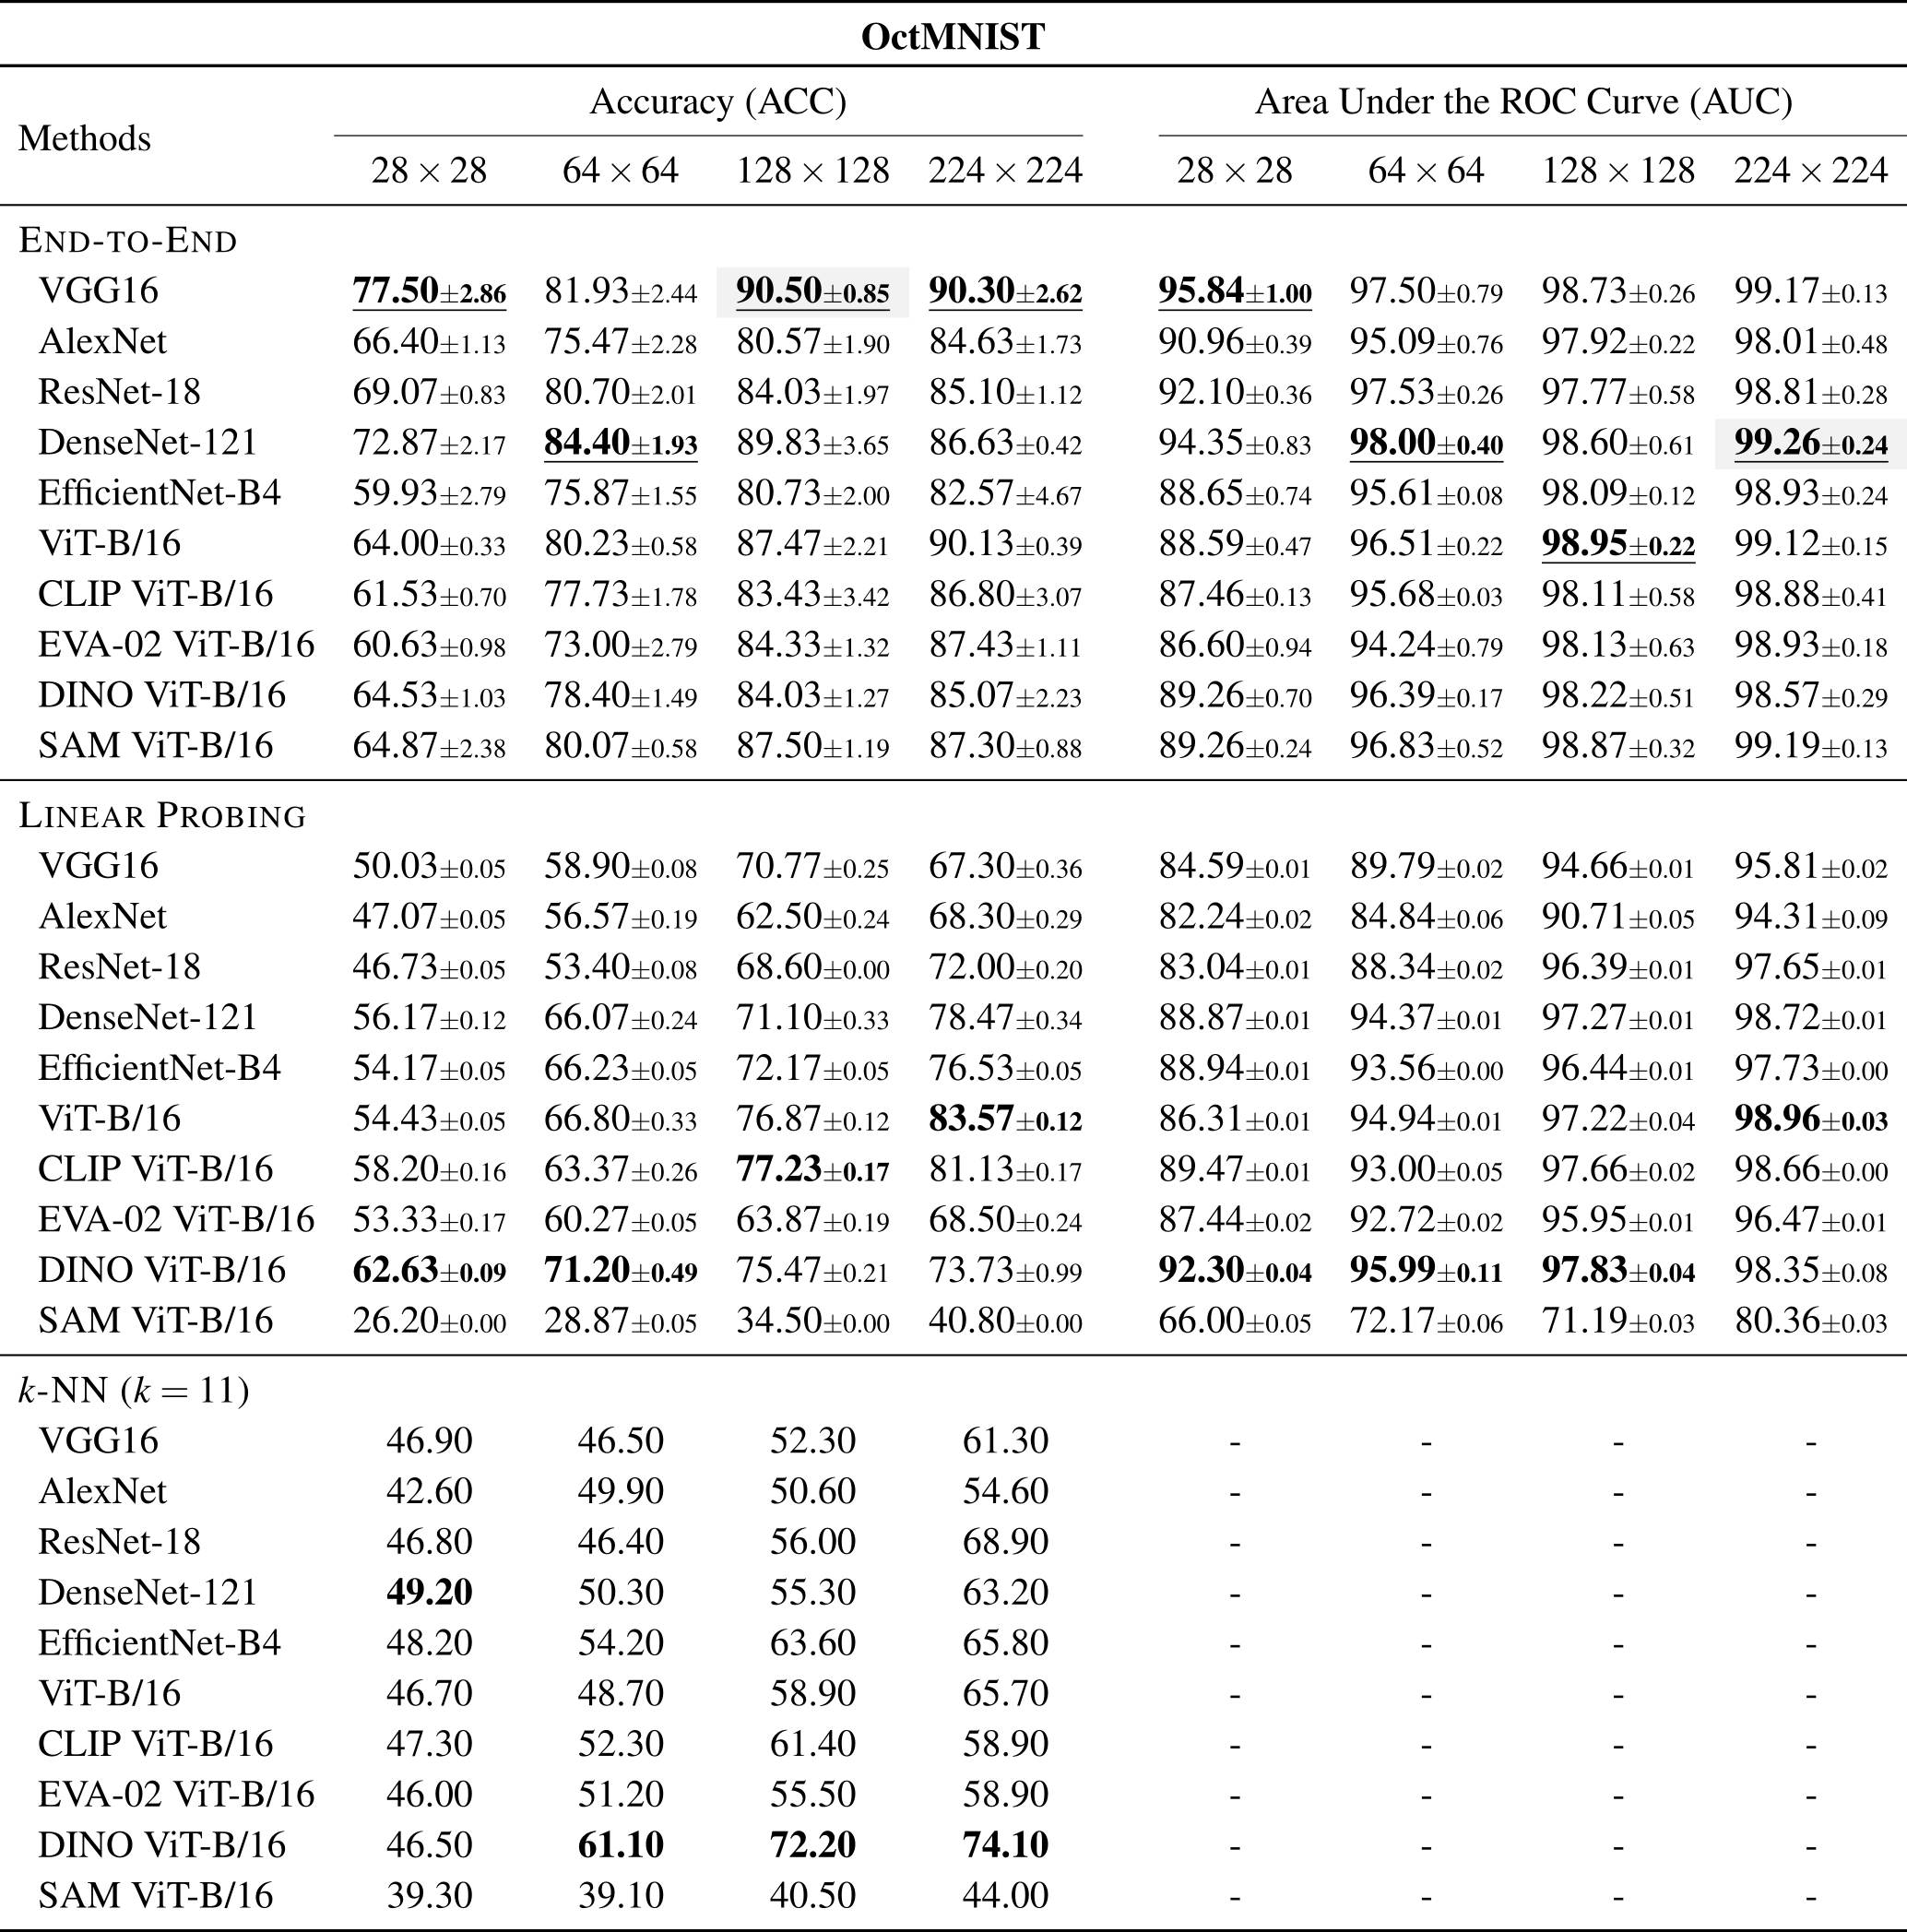 OctMNIST
Methods Accuracy (ACC) Area Under the ROC Curve (AUC)
28 × 28 64 × 64 128 × 128 224 × 224 28 × 28 64 × 64 128 × 128 224 × 224
END-TO-END
VGG16 77.50±2.86 81.93±2.44 90.50±0.85 90.30±2.62 95.84±1.00 97.50±0.79 98.73±0.26 99.17±0.13
AlexNet 66.40±1.13 75.47±2.28 80.57±1.90 84.63±1.73 90.96±0.39 95.09±0.76 97.92±0.22 98.01±0.48
ResNet-18 69.07±0.83 80.70±2.01 84.03±1.97 85.10±1.12 92.10±0.36 97.53±0.26 97.77±0.58 98.81±0.28
DenseNet-121 72.87±2.17 84.40±1.93 89.83±3.65 86.63±0.42 94.35±0.83 98.00±0.40 98.60±0.61 99.26±0.24
EfficientNet-B4 59.93±2.79 75.87±1.55 80.73±2.00 82.57±4.67 88.65±0.74 95.61±0.08 98.09±0.12 98.93±0.24
ViT-B/16 64.00±0.33 80.23±0.58 87.47±2.21 90.13±0.39 88.59±0.47 96.51±0.22 98.95±0.22 99.12±0.15
CLIP ViT-B/16 61.53±0.70 77.73±1.78 83.43±3.42 86.80±3.07 87.46±0.13 95.68±0.03 98.11±0.58 98.88±0.41
EVA-02 ViT-B/16 60.63±0.98 73.00±2.79 84.33±1.32 87.43±1.11 86.60±0.94 94.24±0.79 98.13±0.63 98.93±0.18
DINO ViT-B/16 64.53±1.03 78.40±1.49 84.03±1.27 85.07±2.23 89.26±0.70 96.39±0.17 98.22±0.51 98.57±0.29
SAM ViT-B/16 64.87±2.38 80.07±0.58 87.50±1.19 87.30±0.88 89.26±0.24 96.83±0.52 98.87±0.32 99.19±0.13
LINEAR PROBING
VGG16 50.03±0.05 58.90±0.08 70.77±0.25 67.30±0.36 84.59±0.01 89.79±0.02 94.66±0.01 95.81±0.02
AlexNet 47.07±0.05 56.57±0.19 62.50±0.24 68.30±0.29 82.24±0.02 84.84±0.06 90.71±0.05 94.31±0.09
ResNet-18 46.73±0.05 53.40±0.08 68.60±0.00 72.00±0.20 83.04±0.01 88.34±0.02 96.39±0.01 97.65±0.01
DenseNet-121 56.17±0.12 66.07±0.24 71.10±0.33 78.47±0.34 88.87±0.01 94.37±0.01 97.27±0.01 98.72±0.01
EfficientNet-B4 54.17±0.05 66.23±0.05 72.17±0.05 76.53±0.05 88.94±0.01 93.56±0.00 96.44±0.01 97.73±0.00
ViT-B/16 54.43±0.05 66.80±0.33 76.87±0.12 83.57±0.12 86.31±0.01 94.94±0.01 97.22±0.04 98.96±0.03
CLIP ViT-B/16 58.20±0.16 63.37±0.26 77.23±0.17 81.13±0.17 89.47±0.01 93.00±0.05 97.66±0.02 98.66±0.00
EVA-02 ViT-B/16 53.33±0.17 60.27±0.05 63.87±0.19 68.50±0.24 87.44±0.02 92.72±0.02 95.95±0.01 96.47±0.01
DINO ViT-B/16 62.63±0.09 71.20±0.49 75.47±0.21 73.73±0.99 92.30±0.04 95.99±0.11 97.83±0.04 98.35±0.08
SAM ViT-B/16 26.20±0.00 28.87±0.05 34.50±0.00 40.80±0.00 66.00±0.05 72.17±0.06 71.19±0.03 80.36±0.03
k-NN (k = 11)
VGG16 46.90 46.50 52.30 61.30 - - - -
AlexNet 42.60 49.90 50.60 54.60 - - - -
ResNet-18 46.80 46.40 56.00 68.90 - - - -
DenseNet-121 49.20 50.30 55.30 63.20 - - - -
EfficientNet-B4 48.20 54.20 63.60 65.80 - - - -
ViT-B/16 46.70 48.70 58.90 65.70 - - - -
CLIP ViT-B/16 47.30 52.30 61.40 58.90 - - - -
EVA-02 ViT-B/16 46.00 51.20 55.50 58.90 - - - -
DINO ViT-B/16 46.50 61.10 72.20 74.10 - - - -
SAM ViT-B/16 39.30 39.10 40.50 44.00 - - - -